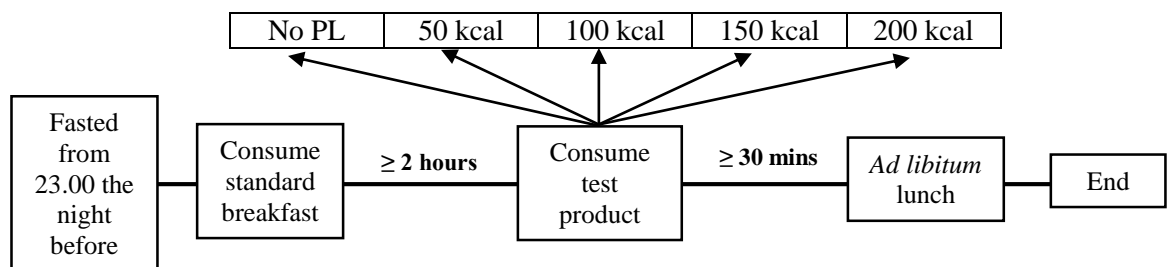 No PL 50 kcal 100 kcal 150 kcal 200 kcal
Fasted
from
23.00 the
night
before
Consume
standard
breakfast
≥ 2 hours
Consume
test
product
≥ 30 mins
Ad libitum
lunch
End